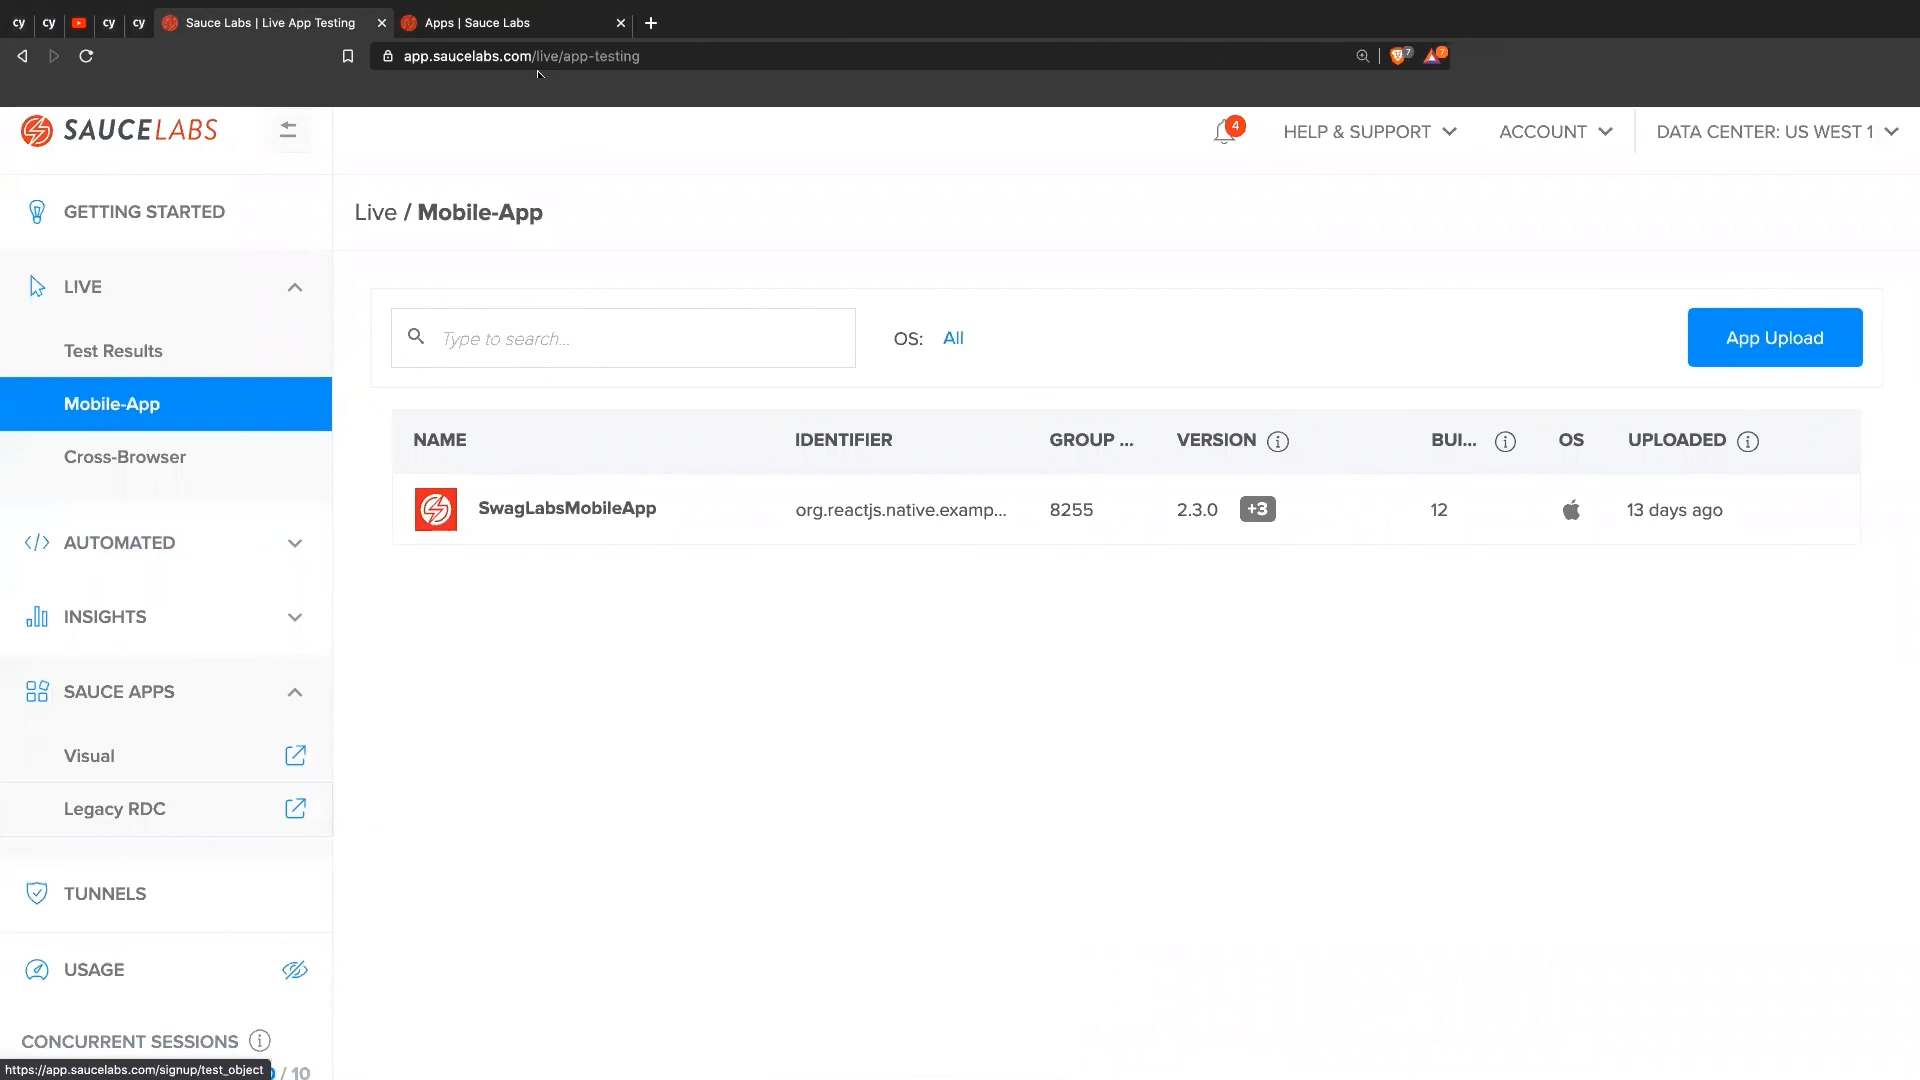 cy cy cy cy Sauce Labs | Live App Testing Apps | Sauce Labs
app.saucelabs.com/live/app-testing 7 7
SAUCELABS
4 HELP & SUPPORT ACCOUNT DATA CENTER: US WEST 1
GETTING STARTED
Live / Mobile-App
LIVE
Type to search...
OS: All
App Upload
Test Results
Mobile-App
Cross-Browser
NAME IDENTIFIER GROUP ... VERSION BUI... OS UPLOADED
SwagLabsMobileApp org.reactjs.native.examp... 8255 2.3.0 +3 12 13 days ago
AUTOMATED
INSIGHTS
SAUCE APPS
Visual
Legacy RDC
TUNNELS
USAGE
CONCURRENT SESSIONS
https://app.saucelabs.com/signup/test_object / 10